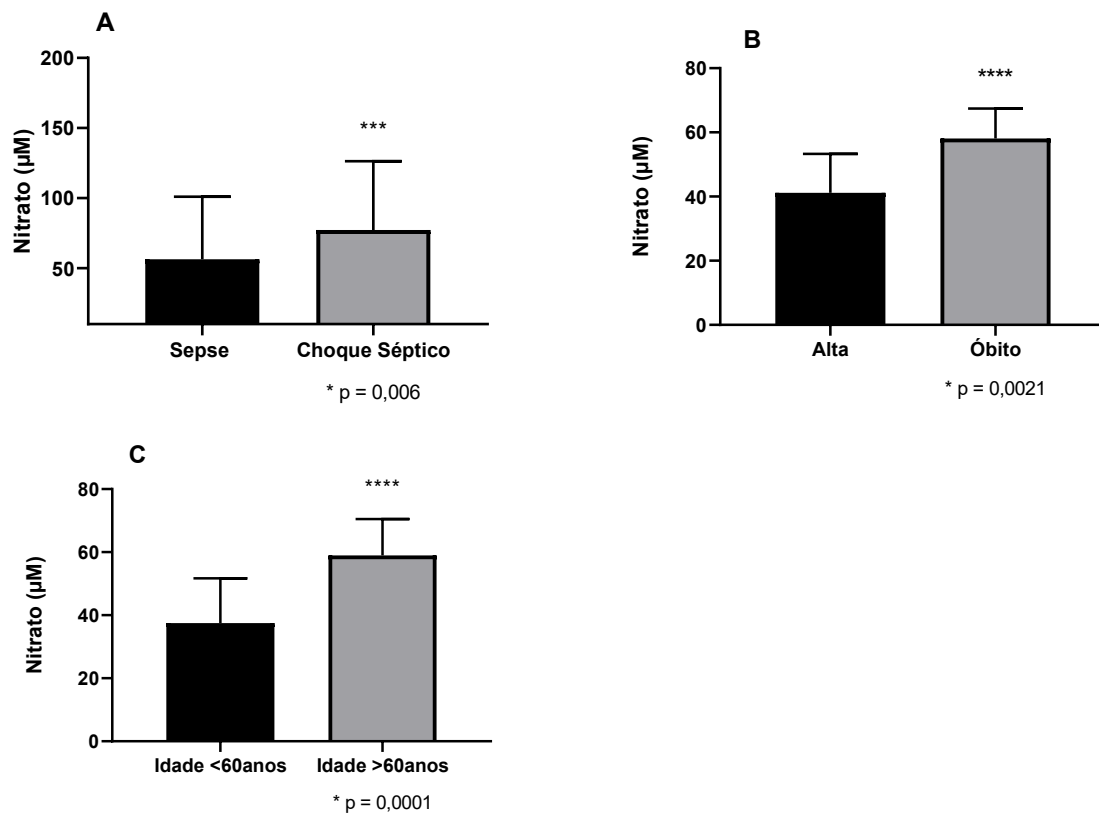 A
Nitrato (µM)
200
150
100
50
***
Sepse
Choque Séptico
* p = 0,006
B
Nitrato (µM)
80
60
40
20
0
****
Alta
Óbito
* p = 0,0021
C
Nitrato (µM)
80
60
40
20
0
****
Idade <60anos
Idade >60anos
* p = 0,0001